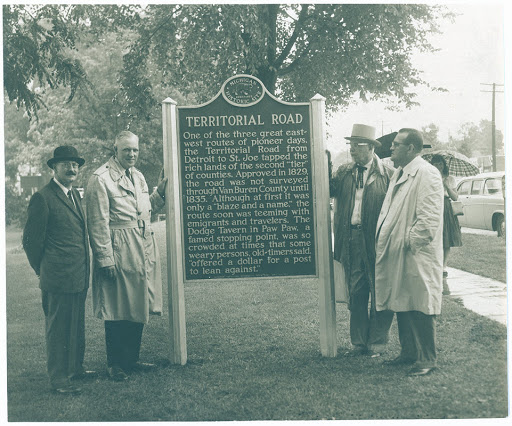 MICHIGAN
TERRITORIAL ROAD
One of the three great east-
west routes of pioneer days,
the Territorial Road from
Detroit to St. Joe tapped the
rich lands of the second "tier"
of counties. Approved in 1829,
the road was not surveyed
through Van Buren County until
1835. "Although at first it was
only a "blaze and a name," the
route soon was teeming with
emigrants and travelers. The
Dodge Tavern in Paw Paw, a
famed stopping point, was so
crowded at times that some
weary persons, old-timers said,
"offered a dollar for a post
to lean against."